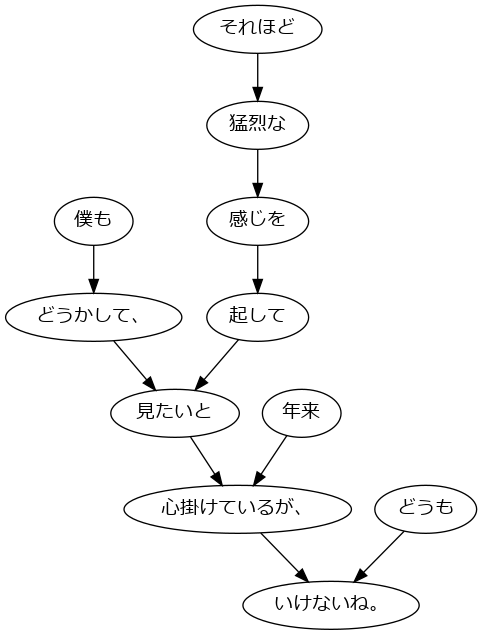 それほど
猛烈な
僕も
感じを
どうかして、
起して
見たいと
年来
心掛けているが、
どうも
いけないね。